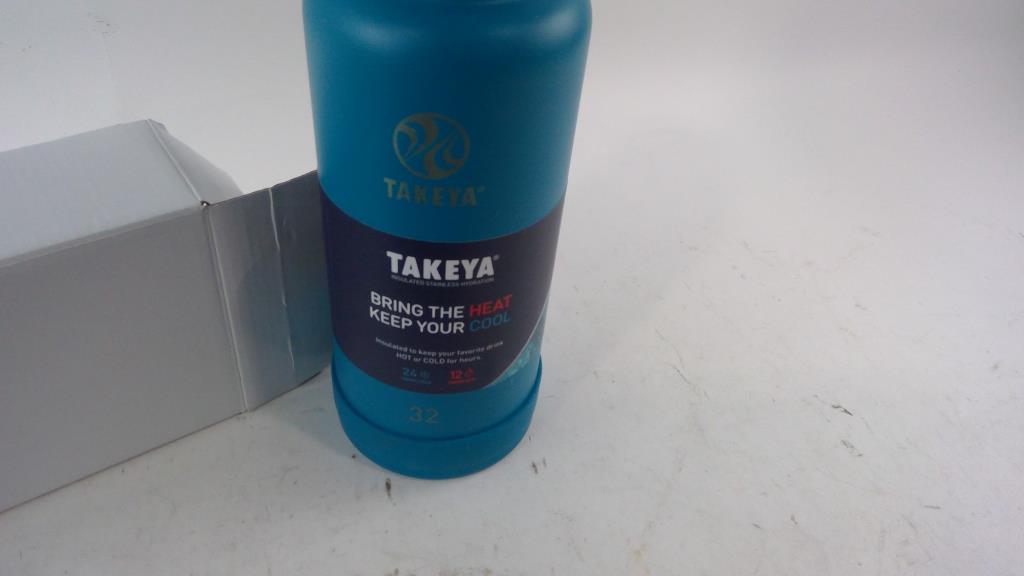 TAKEYA®
TAKEYA®
INSULATED STAINLESS HYDRATION
BRING THE HEAT
KEEP YOUR COOL
Insulated to keep your favorite drink
HOT or COLD for hours.
24 12
32